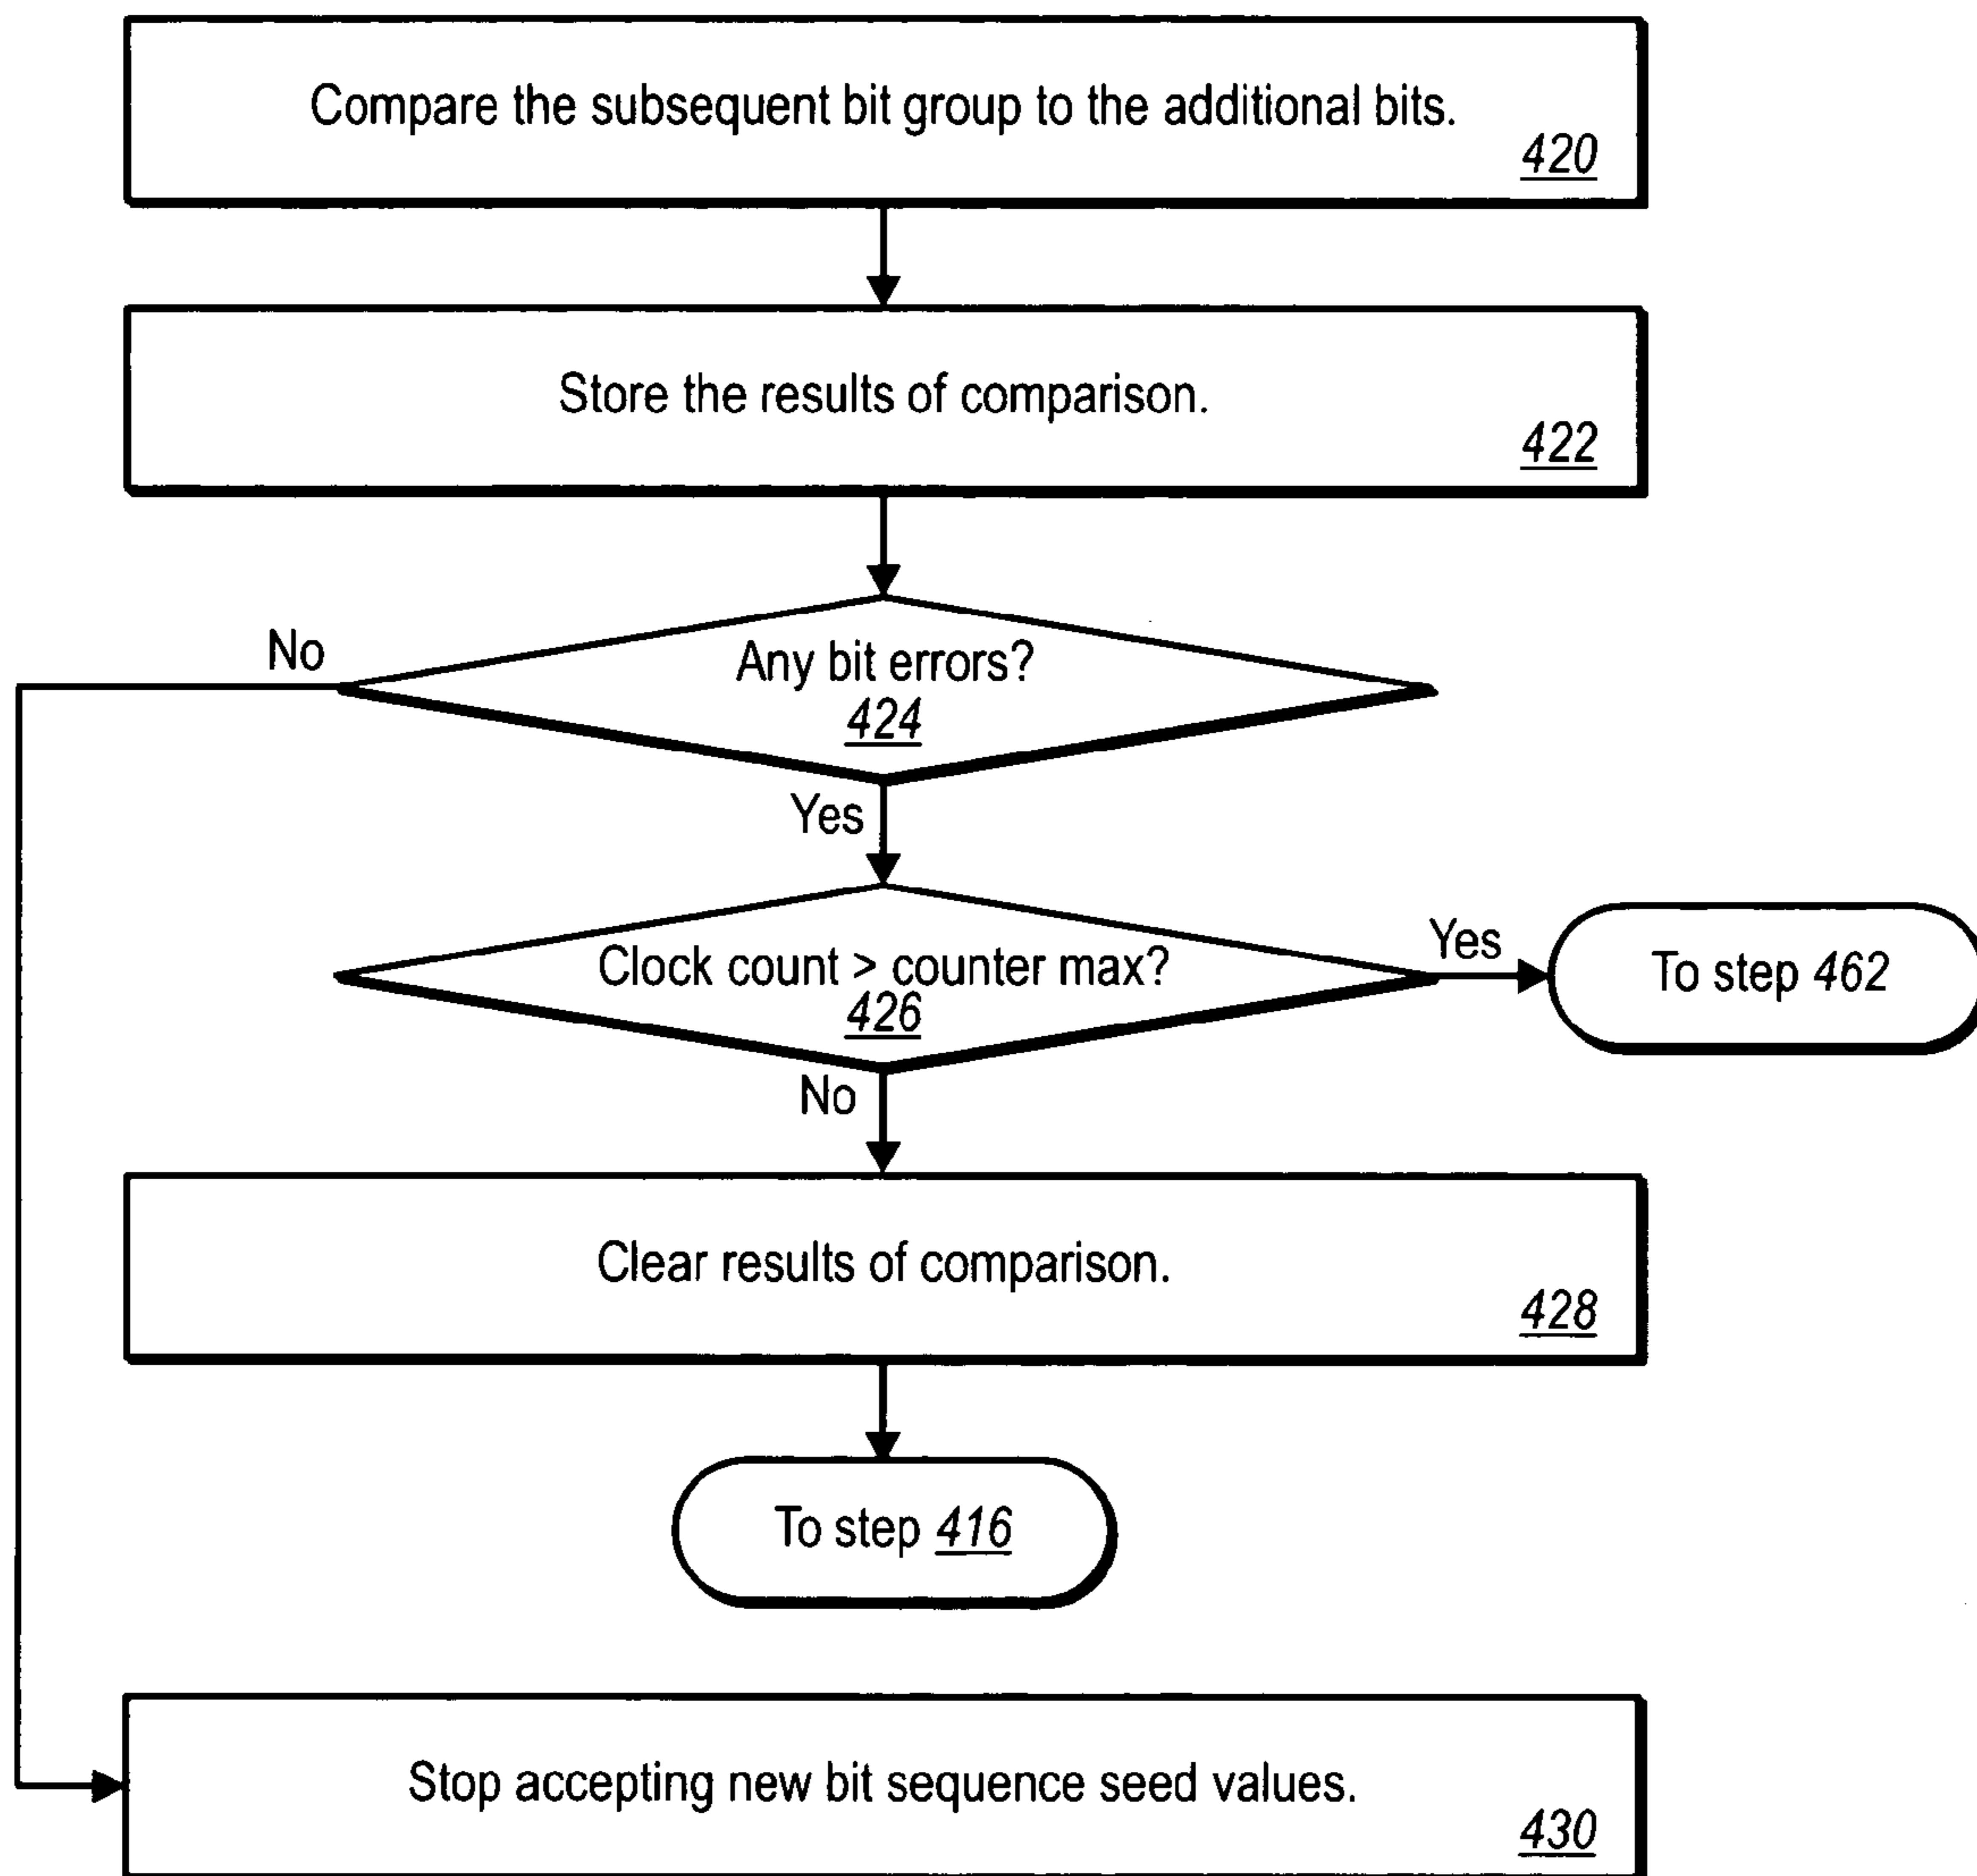 Compare the subsequent bit group to the additional bits.
420
Store the results of comparison.
422
No
Any bit errors?
424
Yes
Clock count > counter max?
426
Yes
To step 462
No
Clear results of comparison.
428
To step 416
Stop accepting new bit sequence seed values.
430